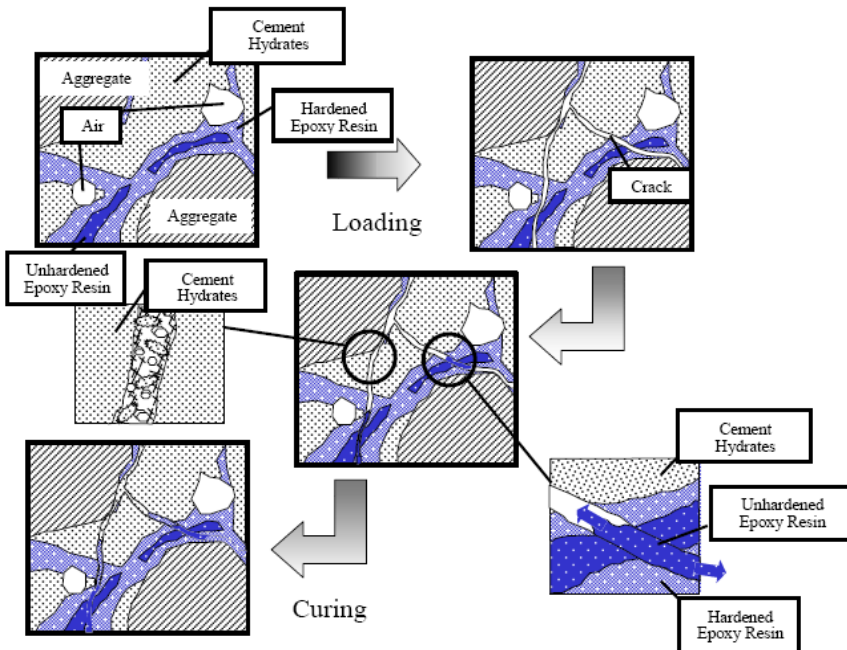 Cement
Hydrates
Aggregate
Air
Hardened
Epoxy Resin
Aggregate
Unhardened
Epoxy Resin
Loading
Crack
Cement
Hydrates
Cement
Hydrates
Unhardened
Epoxy Resin
Hardened
Epoxy Resin
Curing